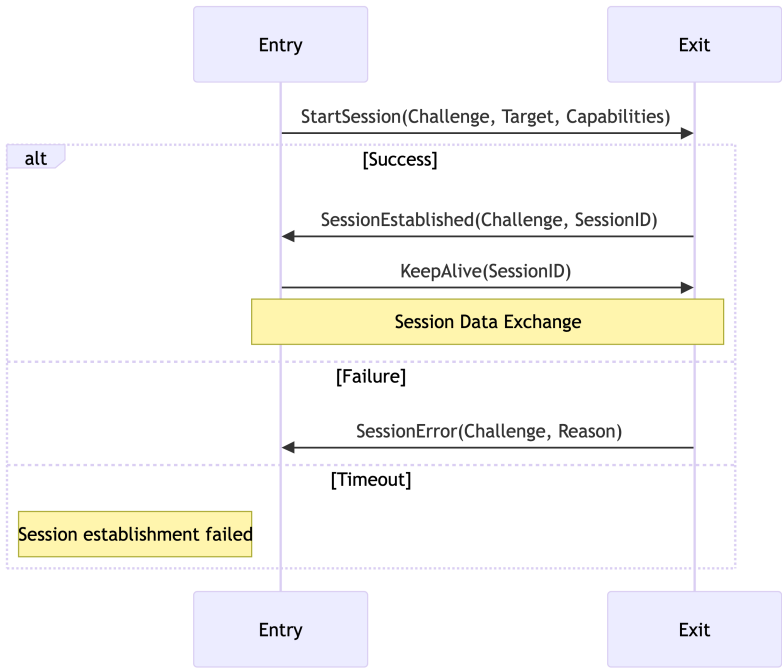 Entry
Exit
StartSession(Challenge, Target, Capabilities)
alt
[Success]
SessionEstablished(Challenge, SessionID)
KeepAlive(SessionID)
Session Data Exchange
[Failure]
SessionError(Challenge, Reason)
[Timeout]
Session establishment failed
Entry
Exit